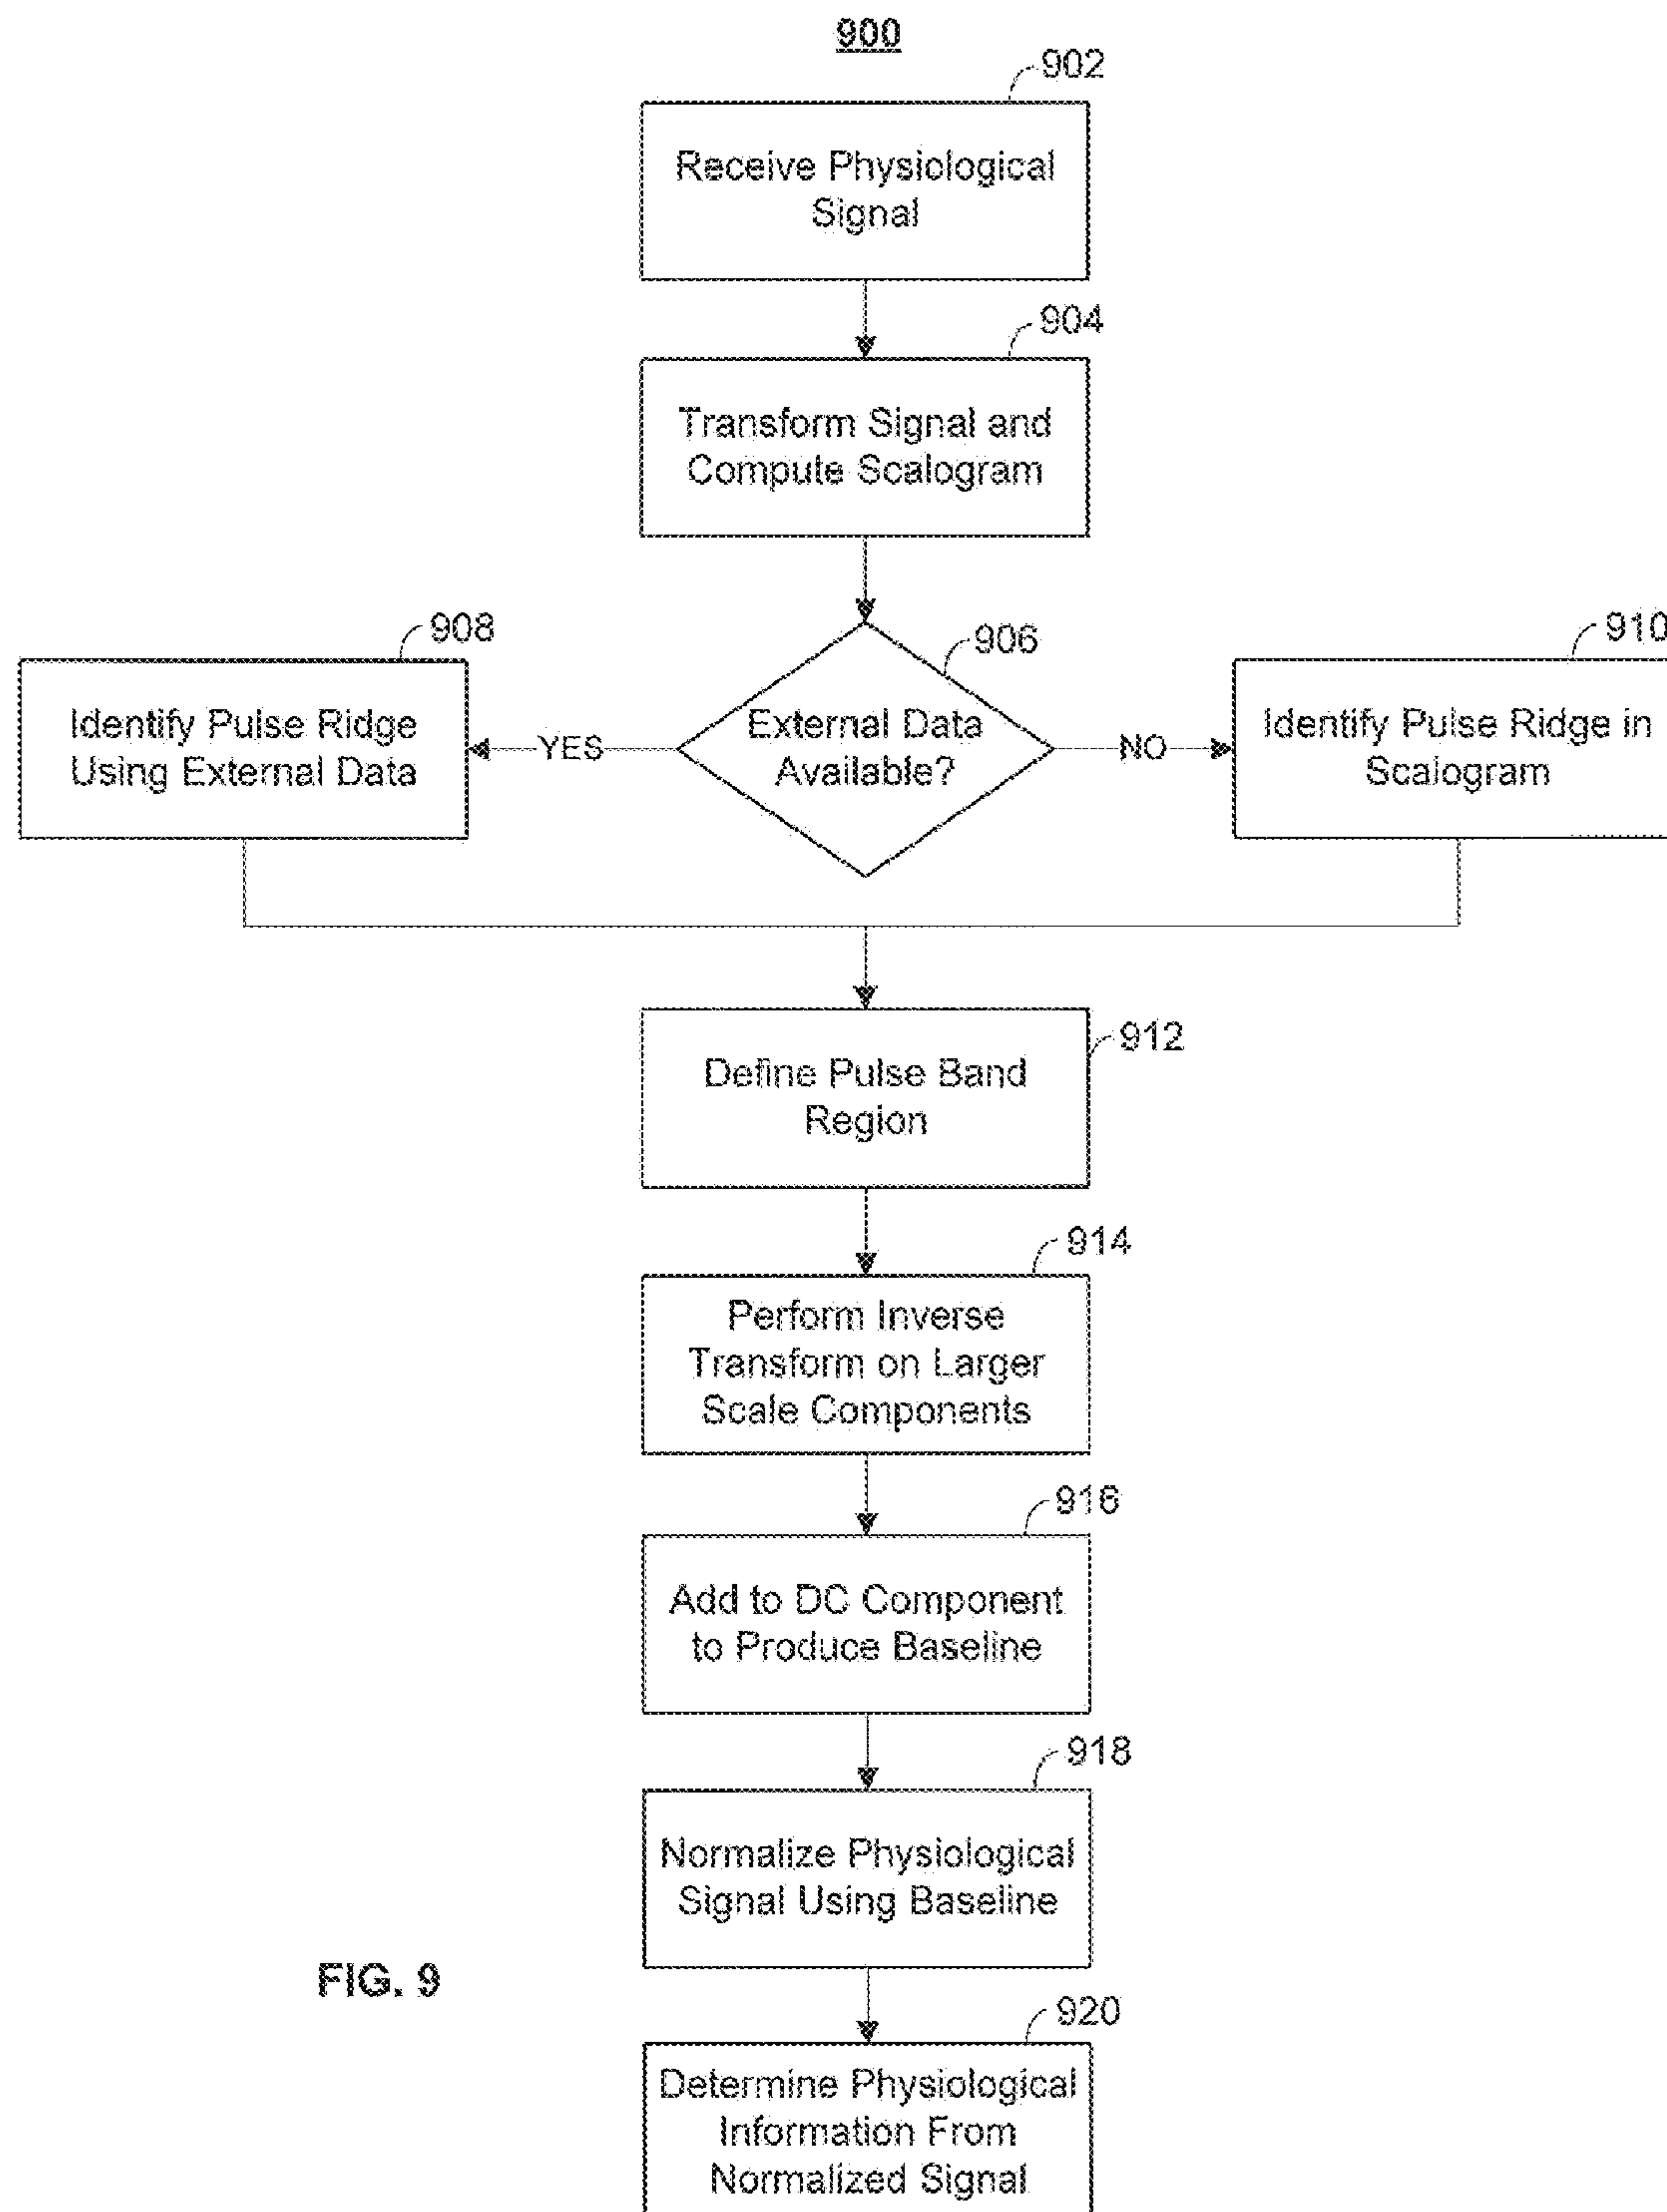 900
902
Receive Physiological
Signal
904
Transform Signal and
Compute Scalogram
906
External Data
Available?
908
Identify Pulse Ridge
Using External Data
YES
NO
910
Identify Pulse Ridge in
Scalogram
912
Define Pulse Band
Region
914
Perform Inverse
Transform on Larger
Scale Components
916
Add to DC Component
to Produce Baseline
918
Normalize Physiological
Signal Using Baseline
FIG. 9
920
Determine Physiological
Information From
Normalized Signal